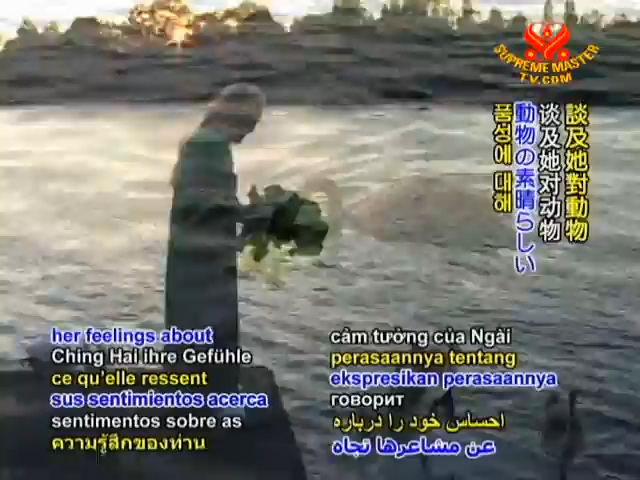 SUPREME MASTER
TV.COM
談及她對動物
谈及她对动物
動物の素晴らしい
풍성에 대해
her feelings about
Ching Hai ihre Gefühle
ce qu'elle ressent
sus sentimientos acerca
sentimentos sobre as
ความรู้สึกของท่าน
cảm tưởng của Ngài
perasaannya tentang
ekspresikan perasaannya
говорит
احساس خود را درباره
عن مشاعرها تجاه